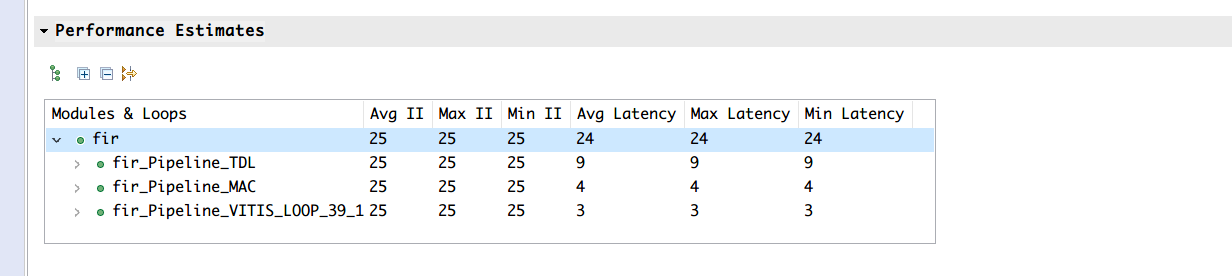 Performance Estimates
Modules & Loops Avg II Max II Min II Avg Latency Max Latency Min Latency
fir 25 25 25 24 24 24
fir_Pipeline_TDL 25 25 25 9 9 9
fir_Pipeline_MAC 25 25 25 4 4 4
fir_Pipeline_VITIS_LOOP_39_1 25 25 25 3 3 3